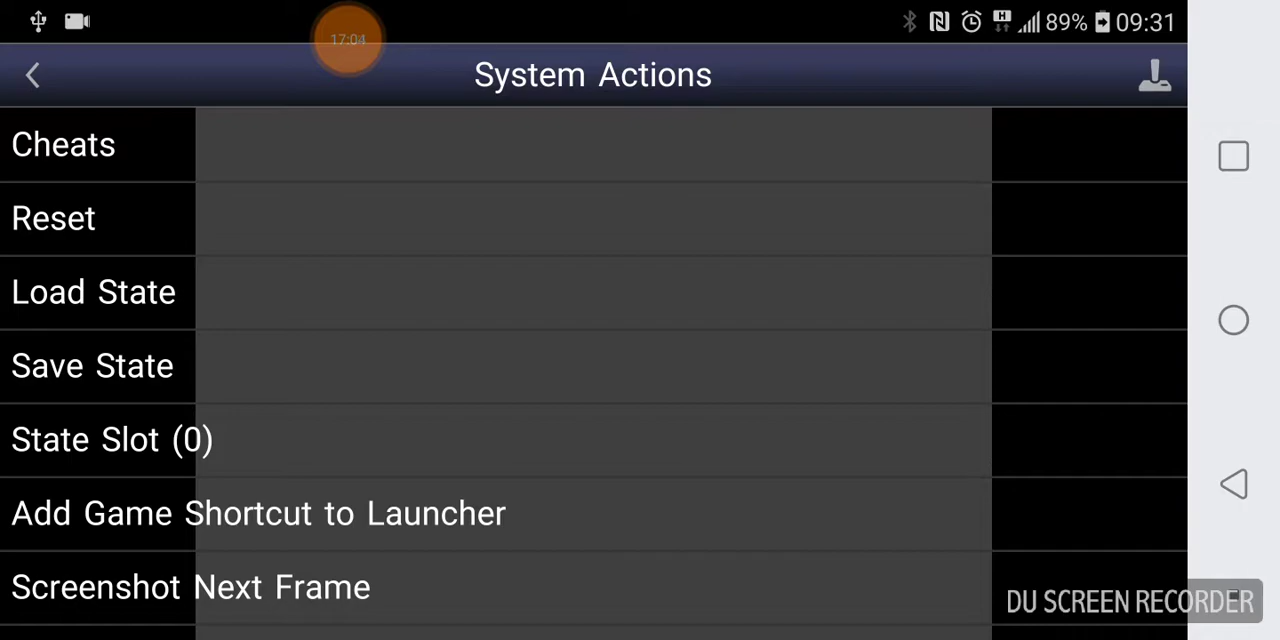 17:04
H
89%
09:31
System Actions
Cheats
Reset
Load State
Save State
State Slot (0)
Add Game Shortcut to Launcher
Screenshot Next Frame
DU SCREEN RECORDER